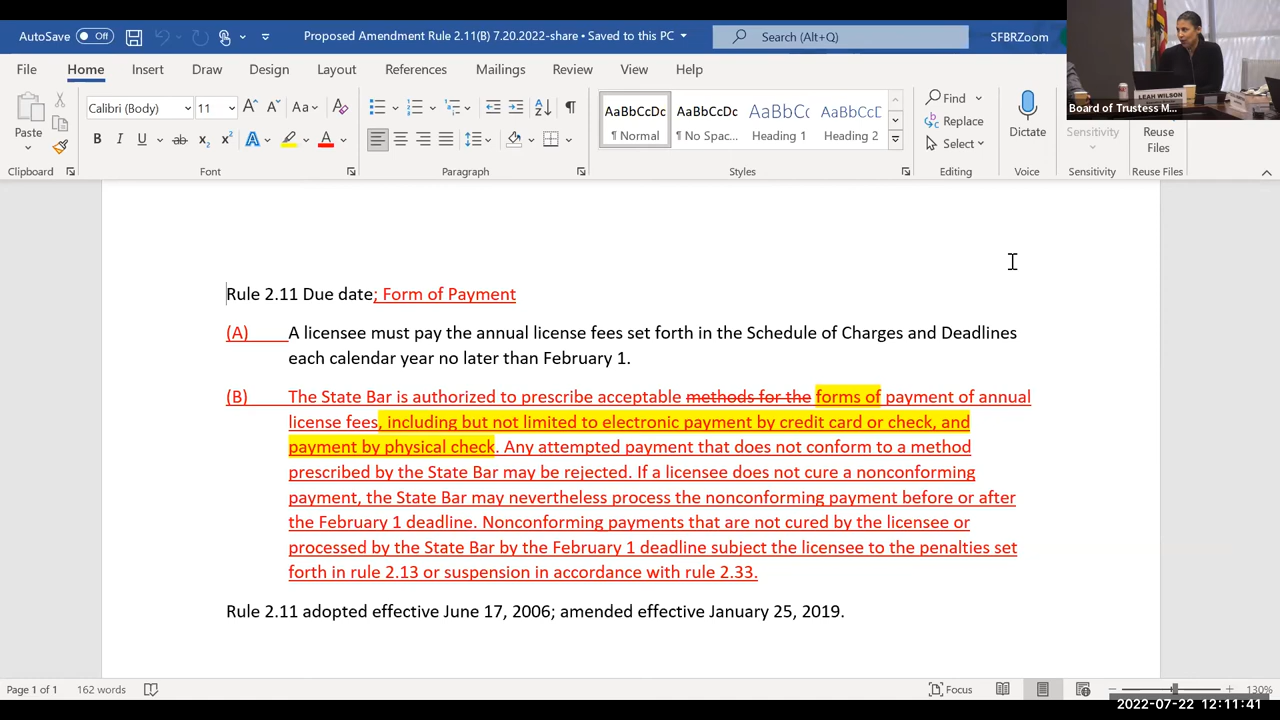 AutoSave Off Proposed Amendment Rule 2.11(B) 7.20.2022-share • Saved to this PC Search (Alt+Q) SFBRZoom
File Home Insert Draw Design Layout References Mailings Review View Help
LEAH WILSON
Board of Trustess M...
Paste
Calibri (Body) 11
AaBbCcDc AaBbCcDc AaBbCc AaBbCcD
Normal No Spac... Heading 1 Heading 2
Find
Replace
Select
Dictate
Sensitivity
Reuse
Files
Clipboard Font Paragraph Styles Editing Voice Sensitivity Reuse Files
Rule 2.11 Due date; Form of Payment
(A) A licensee must pay the annual license fees set forth in the Schedule of Charges and Deadlines
each calendar year no later than February 1.
(B) The State Bar is authorized to prescribe acceptable methods for the forms of payment of annual
license fees, including but not limited to electronic payment by credit card or check, and
payment by physical check. Any attempted payment that does not conform to a method
prescribed by the State Bar may be rejected. If a licensee does not cure a nonconforming
payment, the State Bar may nevertheless process the nonconforming payment before or after
the February 1 deadline. Nonconforming payments that are not cured by the licensee or
processed by the State Bar by the February 1 deadline subject the licensee to the penalties set
forth in rule 2.13 or suspension in accordance with rule 2.33.
Rule 2.11 adopted effective June 17, 2006; amended effective January 25, 2019.
Page 1 of 1 162 words Focus 130%
2022-07-22 12:11:41